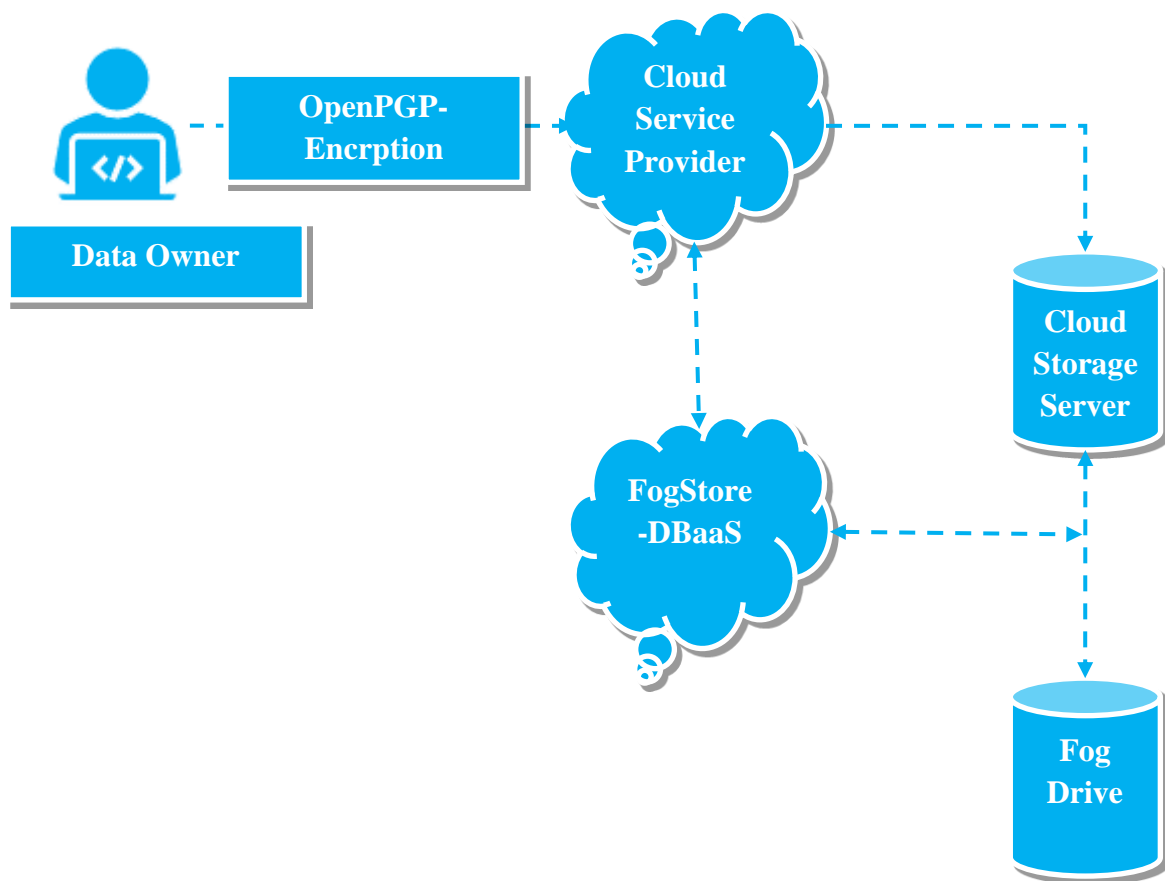 OpenPGP-
Encrption
Cloud
Service
Provider
</>
Data Owner
Cloud
Storage
Server
FogStore
-DBaaS
Fog
Drive